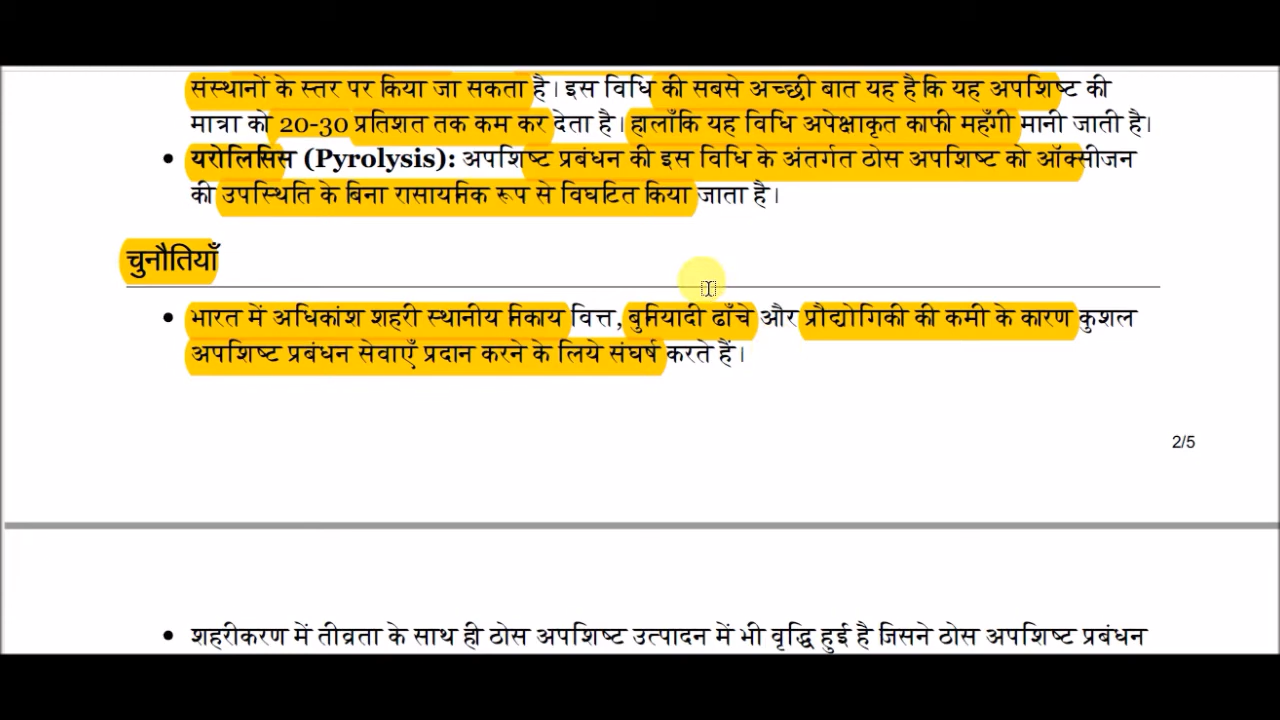 संस्थानों के स्तर पर किया जा सकता है। इस विधि की सबसे अच्छी बात यह है कि यह अपशिष्ट की
मात्रा को 20-30 प्रतिशत तक कम कर देता है। हालाँकि यह विधि अपेक्षाकृत काफी महँगी मानी जाती है।
• यरोलिसिस (Pyrolysis): अपशिष्ट प्रबंधन की इस विधि के अंतर्गत ठोस अपशिष्ट को ऑक्सीजन
की उपस्थिति के बिना रासायनिक रूप से विघटित किया जाता है।
चुनौतियाँ
• भारत में अधिकांश शहरी स्थानीय निकाय वित्त, बुनियादी ढाँचे और प्रौद्योगिकी की कमी के कारण कुशल
अपशिष्ट प्रबंधन सेवाएँ प्रदान करने के लिये संघर्ष करते हैं।
2/5
• शहरीकरण में तीव्रता के साथ ही ठोस अपशिष्ट उत्पादन में भी वृद्धि हुई है जिसने ठोस अपशिष्ट प्रबंधन